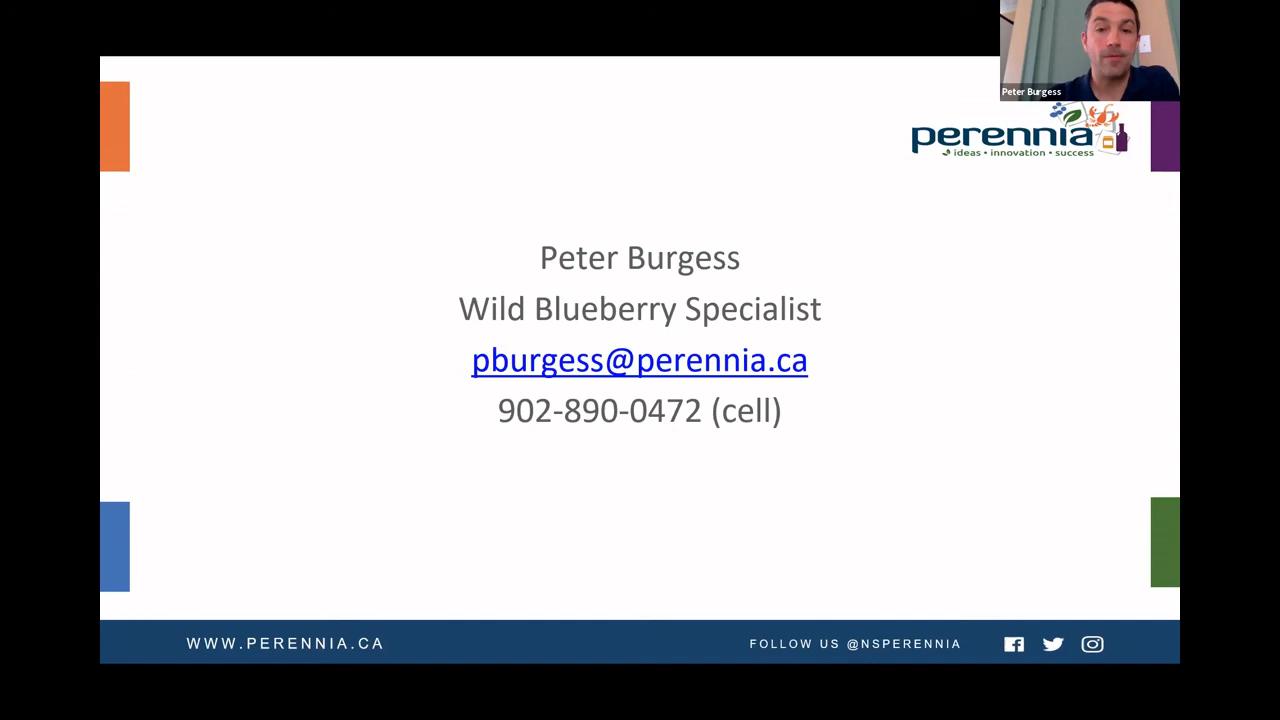 Peter Burgess
perennia
ideas • innovation • success
Peter Burgess
Wild Blueberry Specialist
pburgess@perennia.ca
902-890-0472 (cell)
WWW.PERENNIA.CA
FOLLOW US @NSPERENNIA